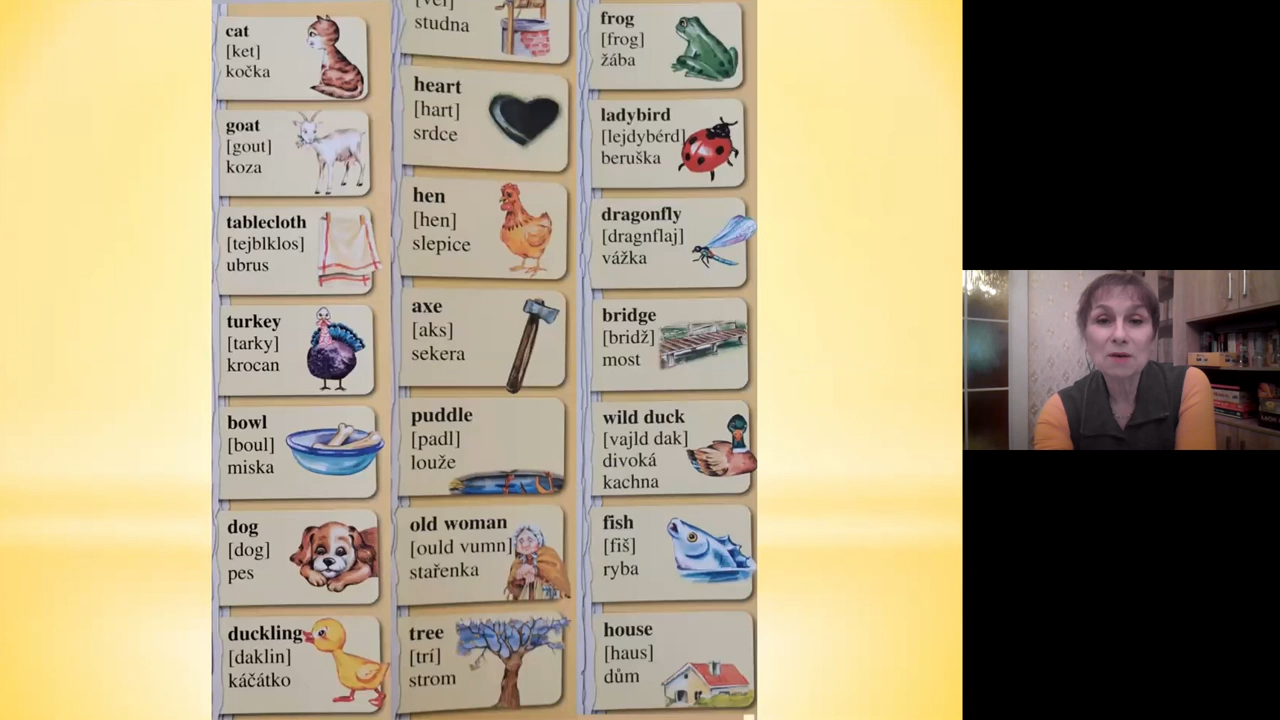 cat
[ket]
kočka
goat
[gout]
koza
tablecloth
[tejblklos]
ubrus
turkey
[tarky]
krocan
bowl
[boul]
miska
dog
[dog]
pes
duckling
[daklin]
káčátko
studna
heart
[hart]
srdce
hen
[hen]
slepice
axe
[aks]
sekera
puddle
[padl]
louže
old woman
[ould vumn]
stařenka
tree
[trí]
strom
frog
[frog]
žába
ladybird
[lejdybérd]
beruška
dragonfly
[dragnflaj]
vážka
bridge
[bridž]
most
wild duck
[vajld dak]
divoká
kachna
fish
[fiš]
ryba
house
[haus]
dům